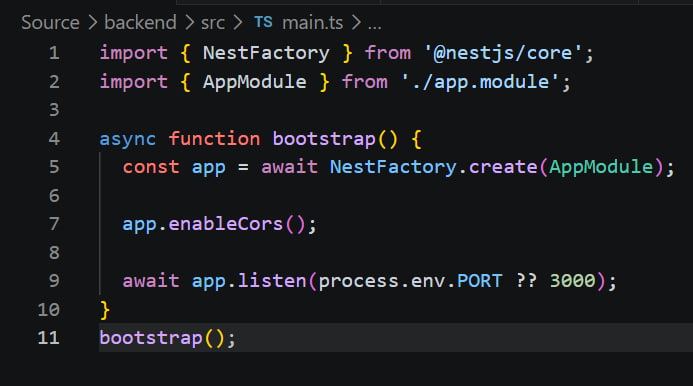 Source > backend > src > TS main.ts > ...
1 import { NestFactory } from '@nestjs/core';
2 import { AppModule } from './app.module';
3
4 async function bootstrap() {
5   const app = await NestFactory.create(AppModule);
6
7   app.enableCors();
8
9   await app.listen(process.env.PORT ?? 3000);
10 }
11 bootstrap();